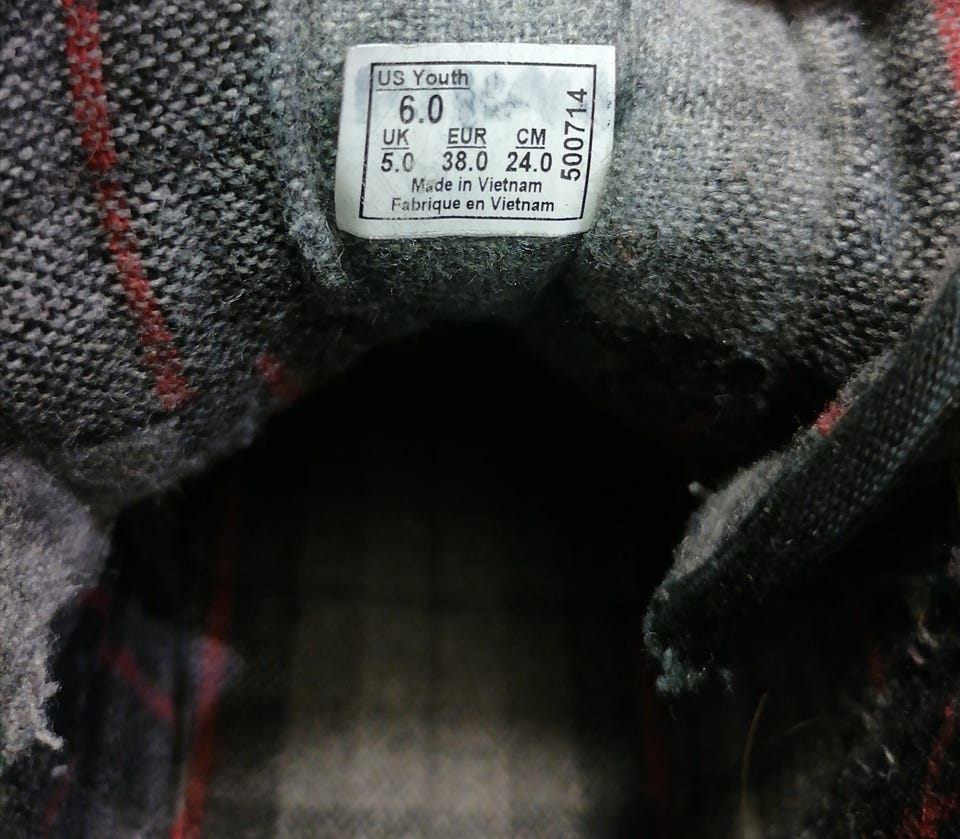 US Youth
6.0
UK EUR CM
5.0 38.0 24.0
Made in Vietnam
Fabrique en Vietnam
500714